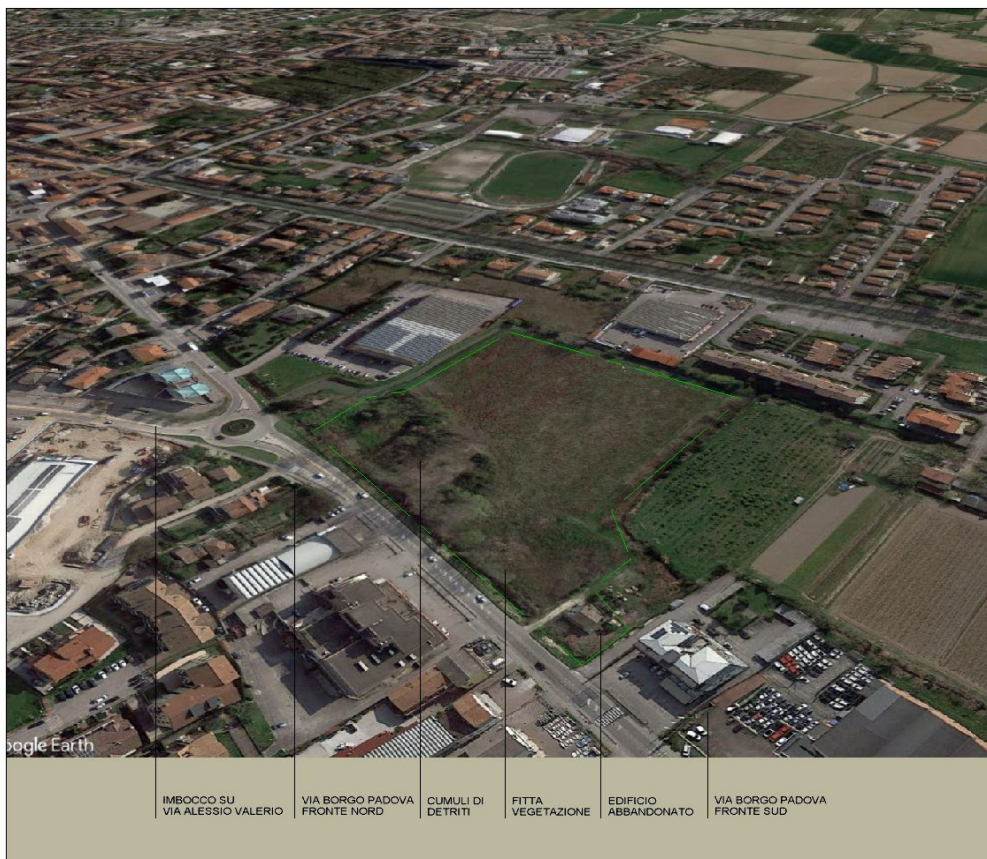 oogle Earth
IMBOCCO SU
VIA ALESSIO VALERIO
VIA BORGO PADOVA
FRONTE NORD
CUMULI DI
DETRITI
FITTA
VEGETAZIONE
EDIFICIO
ABBANDONATO
VIA BORGO PADOVA
FRONTE SUD